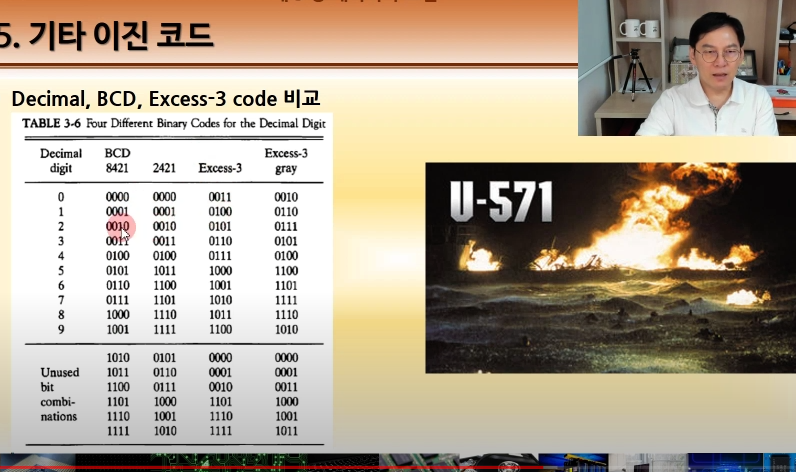 5. 기타 이진 코드
Decimal, BCD, Excess-3 code 비교
TABLE 3-6 Four Different Binary Codes for the Decimal Digit
Decimal digit BCD 8421 2421 Excess-3 Excess-3 gray
0 0000 0000 0011 0010
1 0001 0001 0100 0110
2 0010 0010 0101 0111
3 0011 0011 0110 0101
4 0100 0100 0111 0100
5 0101 1011 1000 1100
6 0110 1100 1001 1101
7 0111 1101 1010 1111
8 1000 1110 1011 1110
9 1001 1111 1100 1010
1010 0101 0000 0000
Unused 1011 0110 0001 0001
bit 1100 0111 0010 0011
combi- 1101 1000 1101 1000
nations 1110 1001 1110 1001
1111 1010 1111 1011
U-571